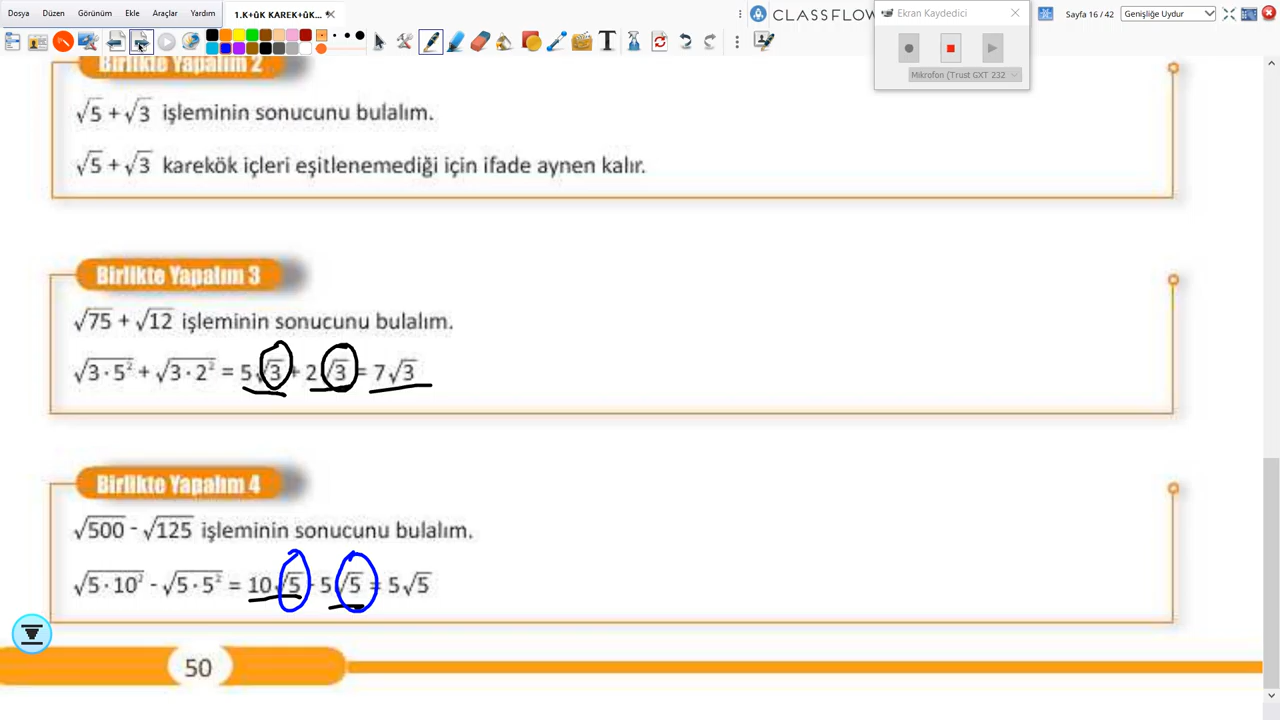 Dosya Düzen Görünüm Ekle Araçlar Yardım
1.K+ûK KAREK+ûK...
CLASSFLOW
Ekran Kaydedici
Sayfa 16 / 42
Genişliğe Uydur
Mikrofon (Trust GXT 232
Birlikte Yapalım 2
√5 + √3 işleminin sonucunu bulalım.
√5 + √3 karekök içleri eşitlenemediği için ifade aynen kalır.
Birlikte Yapalım 3
√75 + √12 işleminin sonucunu bulalım.
√3 · 5² + √3 · 2² = 5√3 + 2√3 = 7√3
Birlikte Yapalım 4
√500 - √125 işleminin sonucunu bulalım.
√5 · 10² - √5 · 5² = 10√5 - 5√5 = 5√5
50